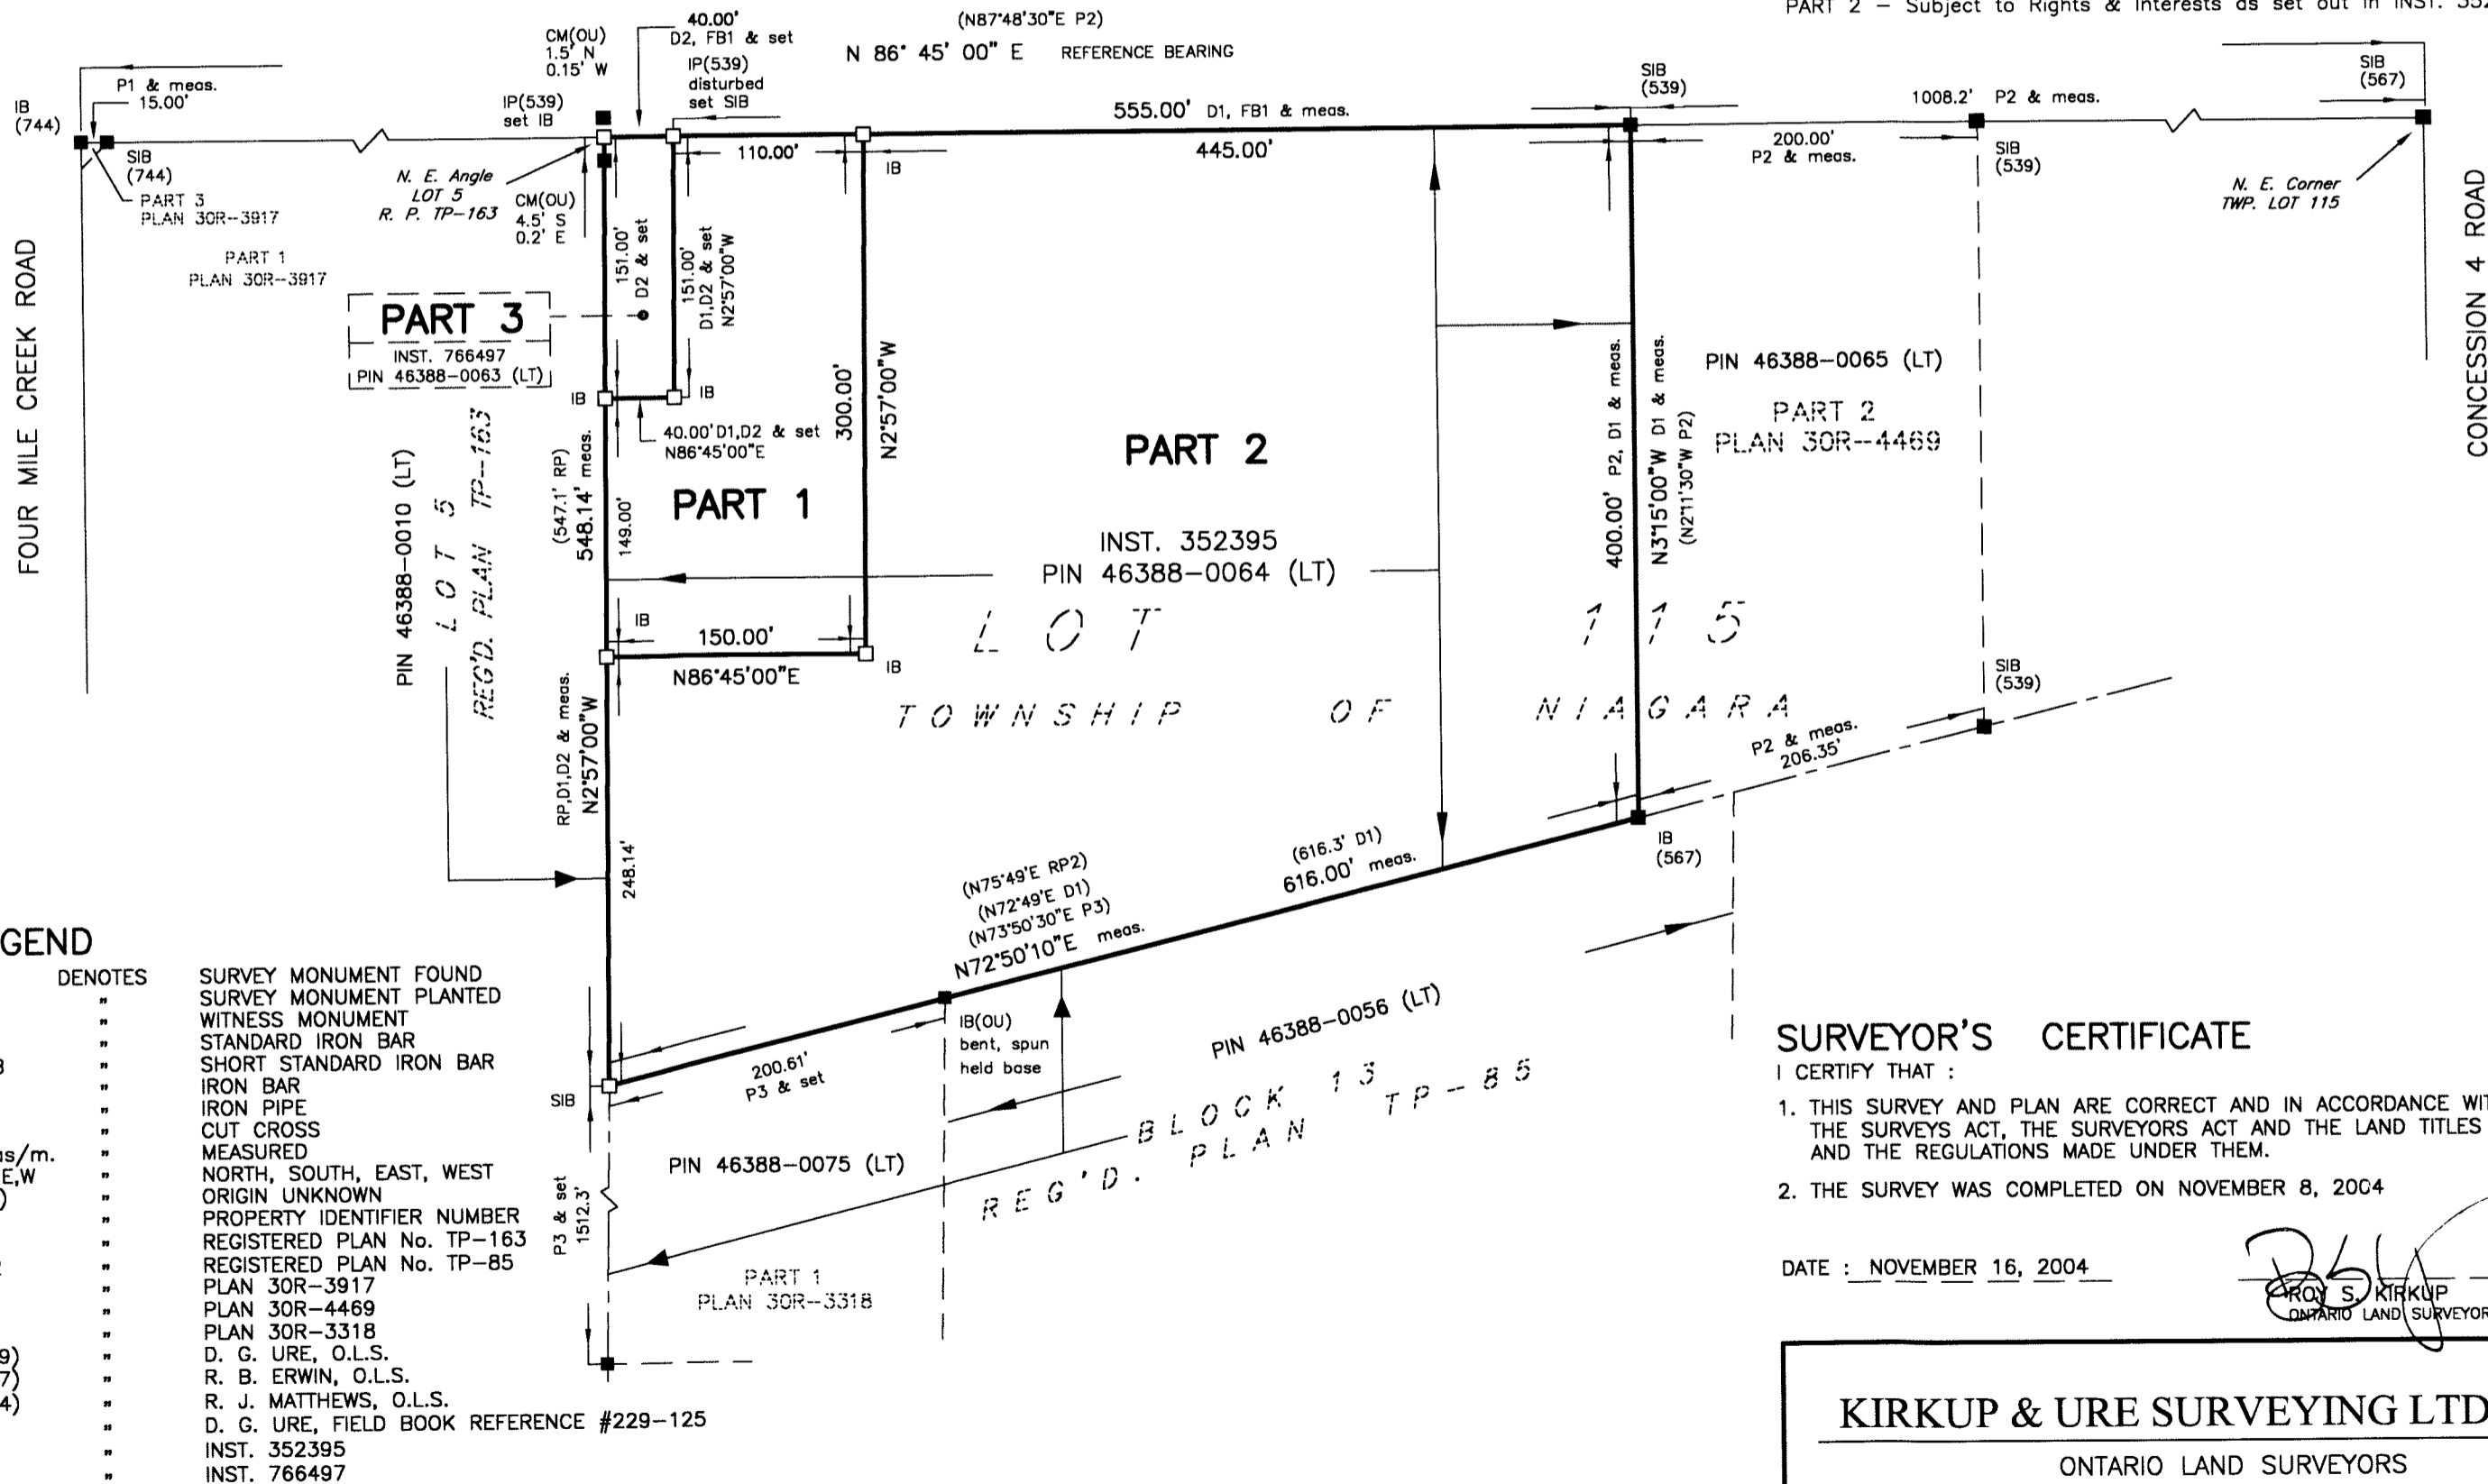 PART 2 – Subject to Rights & Interests as set out in INST.
40.00'
D2, FB1 & set
(N87°48'30"E P2)
N 86° 45' 00" E REFERENCE BEARING
CM(OU)
1.5' N
0.15' W
IP(539)
disturbed
set SIB
IP(539)
set IB
P1 & meas.
15.00'
IB
(744)
SIB
(744)
PART 3
PLAN 30R-3917
PART 1
PLAN 30R-3917
N. E. Angle
LOT 5
R. P. TP-163
CM(OU)
4.5' S
0.2' E
555.00' D1, FB1 & meas.
110.00'
IB
445.00'
SIB
(539)
1008.2' P2 & meas.
200.00'
P2 & meas.
SIB
(539)
SIB
(567)
N. E. Corner
TWP. LOT 115
FOUR MILE CREEK ROAD
CONCESSION 4 ROAD
151.00'
D2 & set
151.00'
D1,D2 & set
N2°57'00"W
PART 3
INST. 766497
PIN 46388-0063 (LT)
IB
IB
40.00' D1,D2 & set
N86°45'00"E
300.00'
N2°57'00"W
PART 1
PART 2
INST. 352395
PIN 46388-0064 (LT)
400.00' P2, D1 & meas.
N3°15'00"W D1 & meas.
(N2°11'30"W P2)
PIN 46388-0065 (LT)
PART 2
PLAN 30R-4469
PIN 46388-0010 (LT)
LOT 5
REG'D. PLAN TP-163
(547.1' RP)
548.14' meas.
149.00'
IB
150.00'
N86°45'00"E
IB
LOT 115
TOWNSHIP OF NIAGARA
RP,D1,D2 & meas.
N2°57'00"W
248.14'
SIB
(539)
P2 & meas.
206.35'
IB
(567)
(616.3' D1)
616.00' meas.
(N75°49'E RP2)
(N72°49'E D1)
(N73°50'30"E P3)
N72°50'10"E meas.
200.61'
P3 & set
IB(OU)
bent, spun
held base
SIB
PIN 46388-0056 (LT)
BLOCK 13
REG'D. PLAN TP-85
PIN 46388-0075 (LT)
P3 & set
1512.3'
PART 1
PLAN 30R-3318
GEND
DENOTES SURVEY MONUMENT FOUND
" SURVEY MONUMENT PLANTED
" WITNESS MONUMENT
" STANDARD IRON BAR
" SHORT STANDARD IRON BAR
" IRON BAR
" IRON PIPE
" CUT CROSS
as/m. " MEASURED
E,W " NORTH, SOUTH, EAST, WEST
) " ORIGIN UNKNOWN
" PROPERTY IDENTIFIER NUMBER
" REGISTERED PLAN No. TP-163
" REGISTERED PLAN No. TP-85
" PLAN 30R-3917
" PLAN 30R-4469
" PLAN 30R-3318
9) " D. G. URE, O.L.S.
7) " R. B. ERWIN, O.L.S.
4) " R. J. MATTHEWS, O.L.S.
" D. G. URE, FIELD BOOK REFERENCE #229-125
" INST. 352395
" INST. 766497
SURVEYOR'S CERTIFICATE
I CERTIFY THAT :
1. THIS SURVEY AND PLAN ARE CORRECT AND IN ACCORDANCE WIT
THE SURVEYS ACT, THE SURVEYORS ACT AND THE LAND TITLES
AND THE REGULATIONS MADE UNDER THEM.
2. THE SURVEY WAS COMPLETED ON NOVEMBER 8, 2004
DATE : NOVEMBER 16, 2004
ROY S. KIRKUP
ONTARIO LAND SURVEYOR
KIRKUP & URE SURVEYING LTD
ONTARIO LAND SURVEYORS